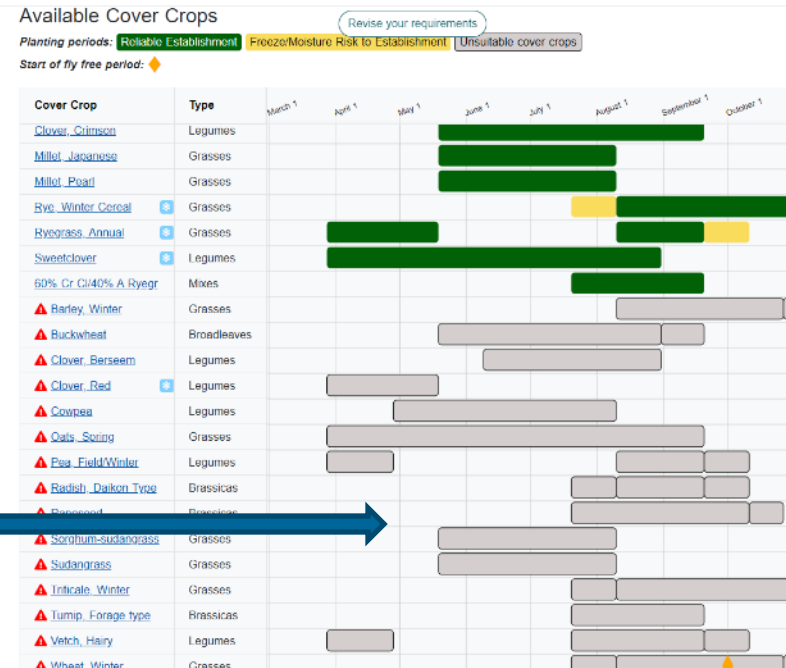 Available Cover Crops
Revise your requirements
Planting periods: Reliable Establishment Freeze/Moisture Risk to Establishment Unsuitable cover crops
Start of fly free period:
Cover Crop Type March 1 April 1 May 1 June 1 July 1 August 1 September 1 October 1
Clover, Crimson Legumes
Millet, Japanese Grasses
Millet, Pearl Grasses
Rye, Winter Cereal Grasses
Ryegrass, Annual Grasses
Sweetclover Legumes
60% Cr Cl/40% A Ryegr Mixes
Barley, Winter Grasses
Buckwheat Broadleaves
Clover, Berseem Legumes
Clover, Red Legumes
Cowpea Legumes
Oats, Spring Grasses
Pea, Field/Winter Legumes
Radish, Daikon Type Brassicas
Rapeseed Brassicas
Sorghum-sudangrass Grasses
Sudangrass Grasses
Triticale, Winter Grasses
Turnip, Forage type Brassicas
Vetch, Hairy Legumes
Wheat, Winter Grasses